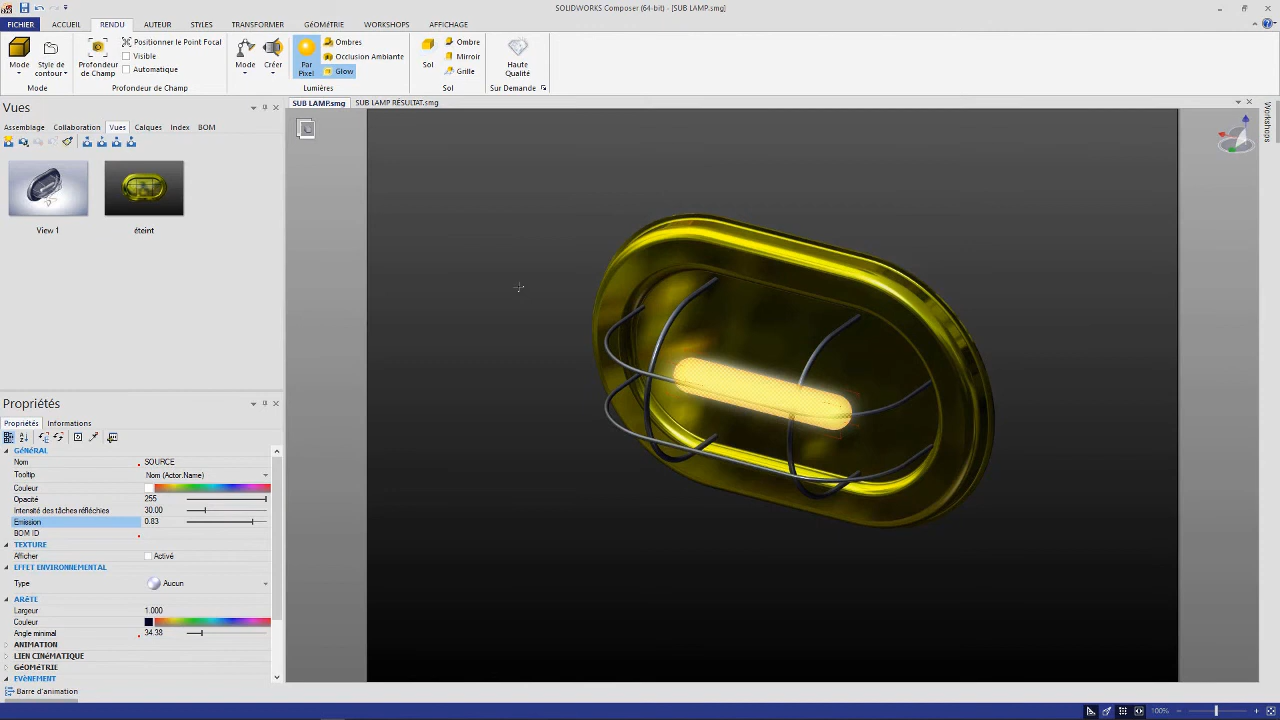 SOLIDWORKS Composer (64-bit) - [SUB LAMP.smg]
FICHIER ACCUEIL RENDU AUTEUR STYLES TRANSFORMER GéOMéTRIE WORKSHOPS AFFICHAGE
Mode
Style de contour
Mode
Profondeur de Champ
Positionner le Point Focal
Visible
Automatique
Profondeur de Champ
Mode
Créer
Par Pixel
Ombres
Occlusion Ambiante
Glow
Lumières
Sol
Ombre
Mirroir
Grille
Sol
Haute Qualité
Sur Demande
Vues
SUB LAMP.smg SUB LAMP RESULTAT.smg
Assemblage Collaboration Vues Calques Index BOM
Workshops
View 1 éteint
Propriétés
Propriétés Informations
GéNéRAL
Nom SOURCE
Tooltip Nom (Actor.Name)
Couleur
Opacité 255
Intensité des tâches réfléchies 30.00
Emission 0.83
BOM ID
TEXTURE
Afficher Activé
EFFET ENVIRONNEMENTAL
Type Aucun
ARêTE
Largeur 1.000
Couleur
Angle minimal 34.38
ANIMATION
LIEN CINéMATIQUE
GéOMéTRIE
EVèNEMENT
Barre d'animation
100%